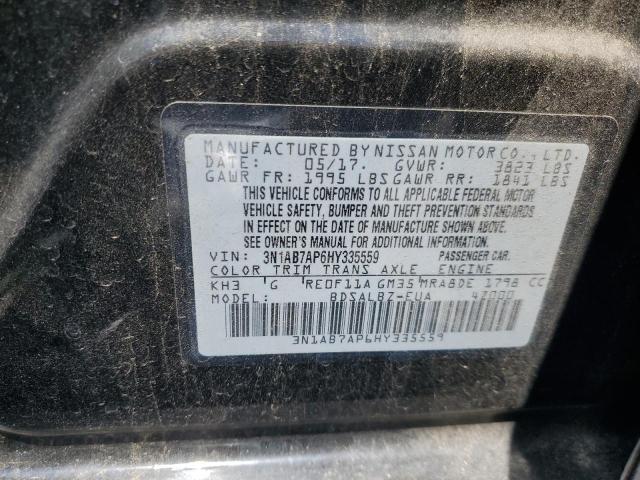 MANUFACTURED BY NISSAN MOTOR CO., LTD.
DATE: 05/17. GVWR: 3823 LBS
GAWR FR: 1995 LBS GAWR RR: 1841 LBS
THIS VEHICLE CONFORMS TO ALL APPLICABLE FEDERAL MOTOR
VEHICLE SAFETY, BUMPER AND THEFT PREVENTION STANDARDS
IN EFFECT ON THE DATE OF MANUFACTURE SHOWN ABOVE.
SEE OWNER'S MANUAL FOR ADDITIONAL INFORMATION.
VIN: 3N1AB7AP6HY335559 PASSENGER CAR
COLOR TRIM TRANS AXLE ENGINE
KH3 G RE0F11A GM35 MRA8DE 1798 CC
MODEL: BDSALBZ-EUA 47000
3N1AB7AP6HY335559